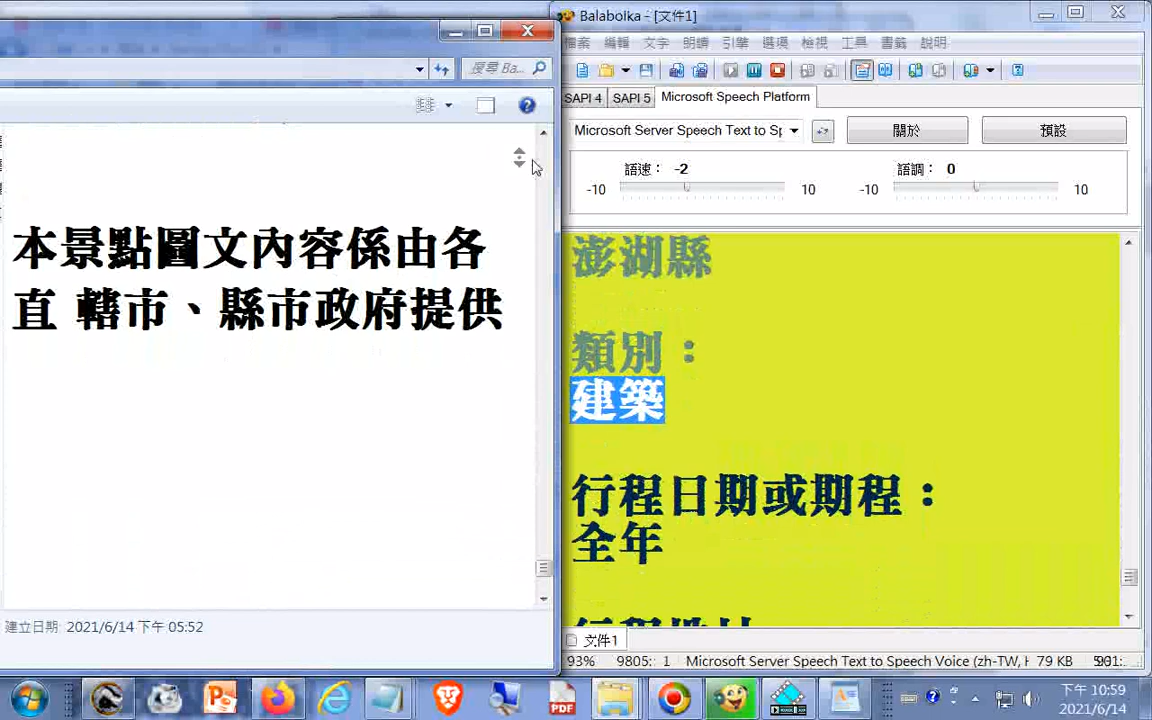 搜尋 Ba...
本景點圖文內容係由各
直 轄市、縣市政府提供
建立日期: 2021/6/14 下午 05:52
Balabolka - [文件1]
檔案 編輯 文字 朗讀 引擎 選項 檢視 工具 書籤 說明
SAPI 4 SAPI 5 Microsoft Speech Platform
Microsoft Server Speech Text to Sp
關於 預設
語速： -2 語調： 0
-10 10 -10 10
澎湖縣
類別：
建築
行程日期或期程：
全年
行程地址
文件1
93% 9805: 1 Microsoft Server Speech Text to Speech Voice (zh-TW, H 79 KB
PDF
下午 10:59
2021/6/14